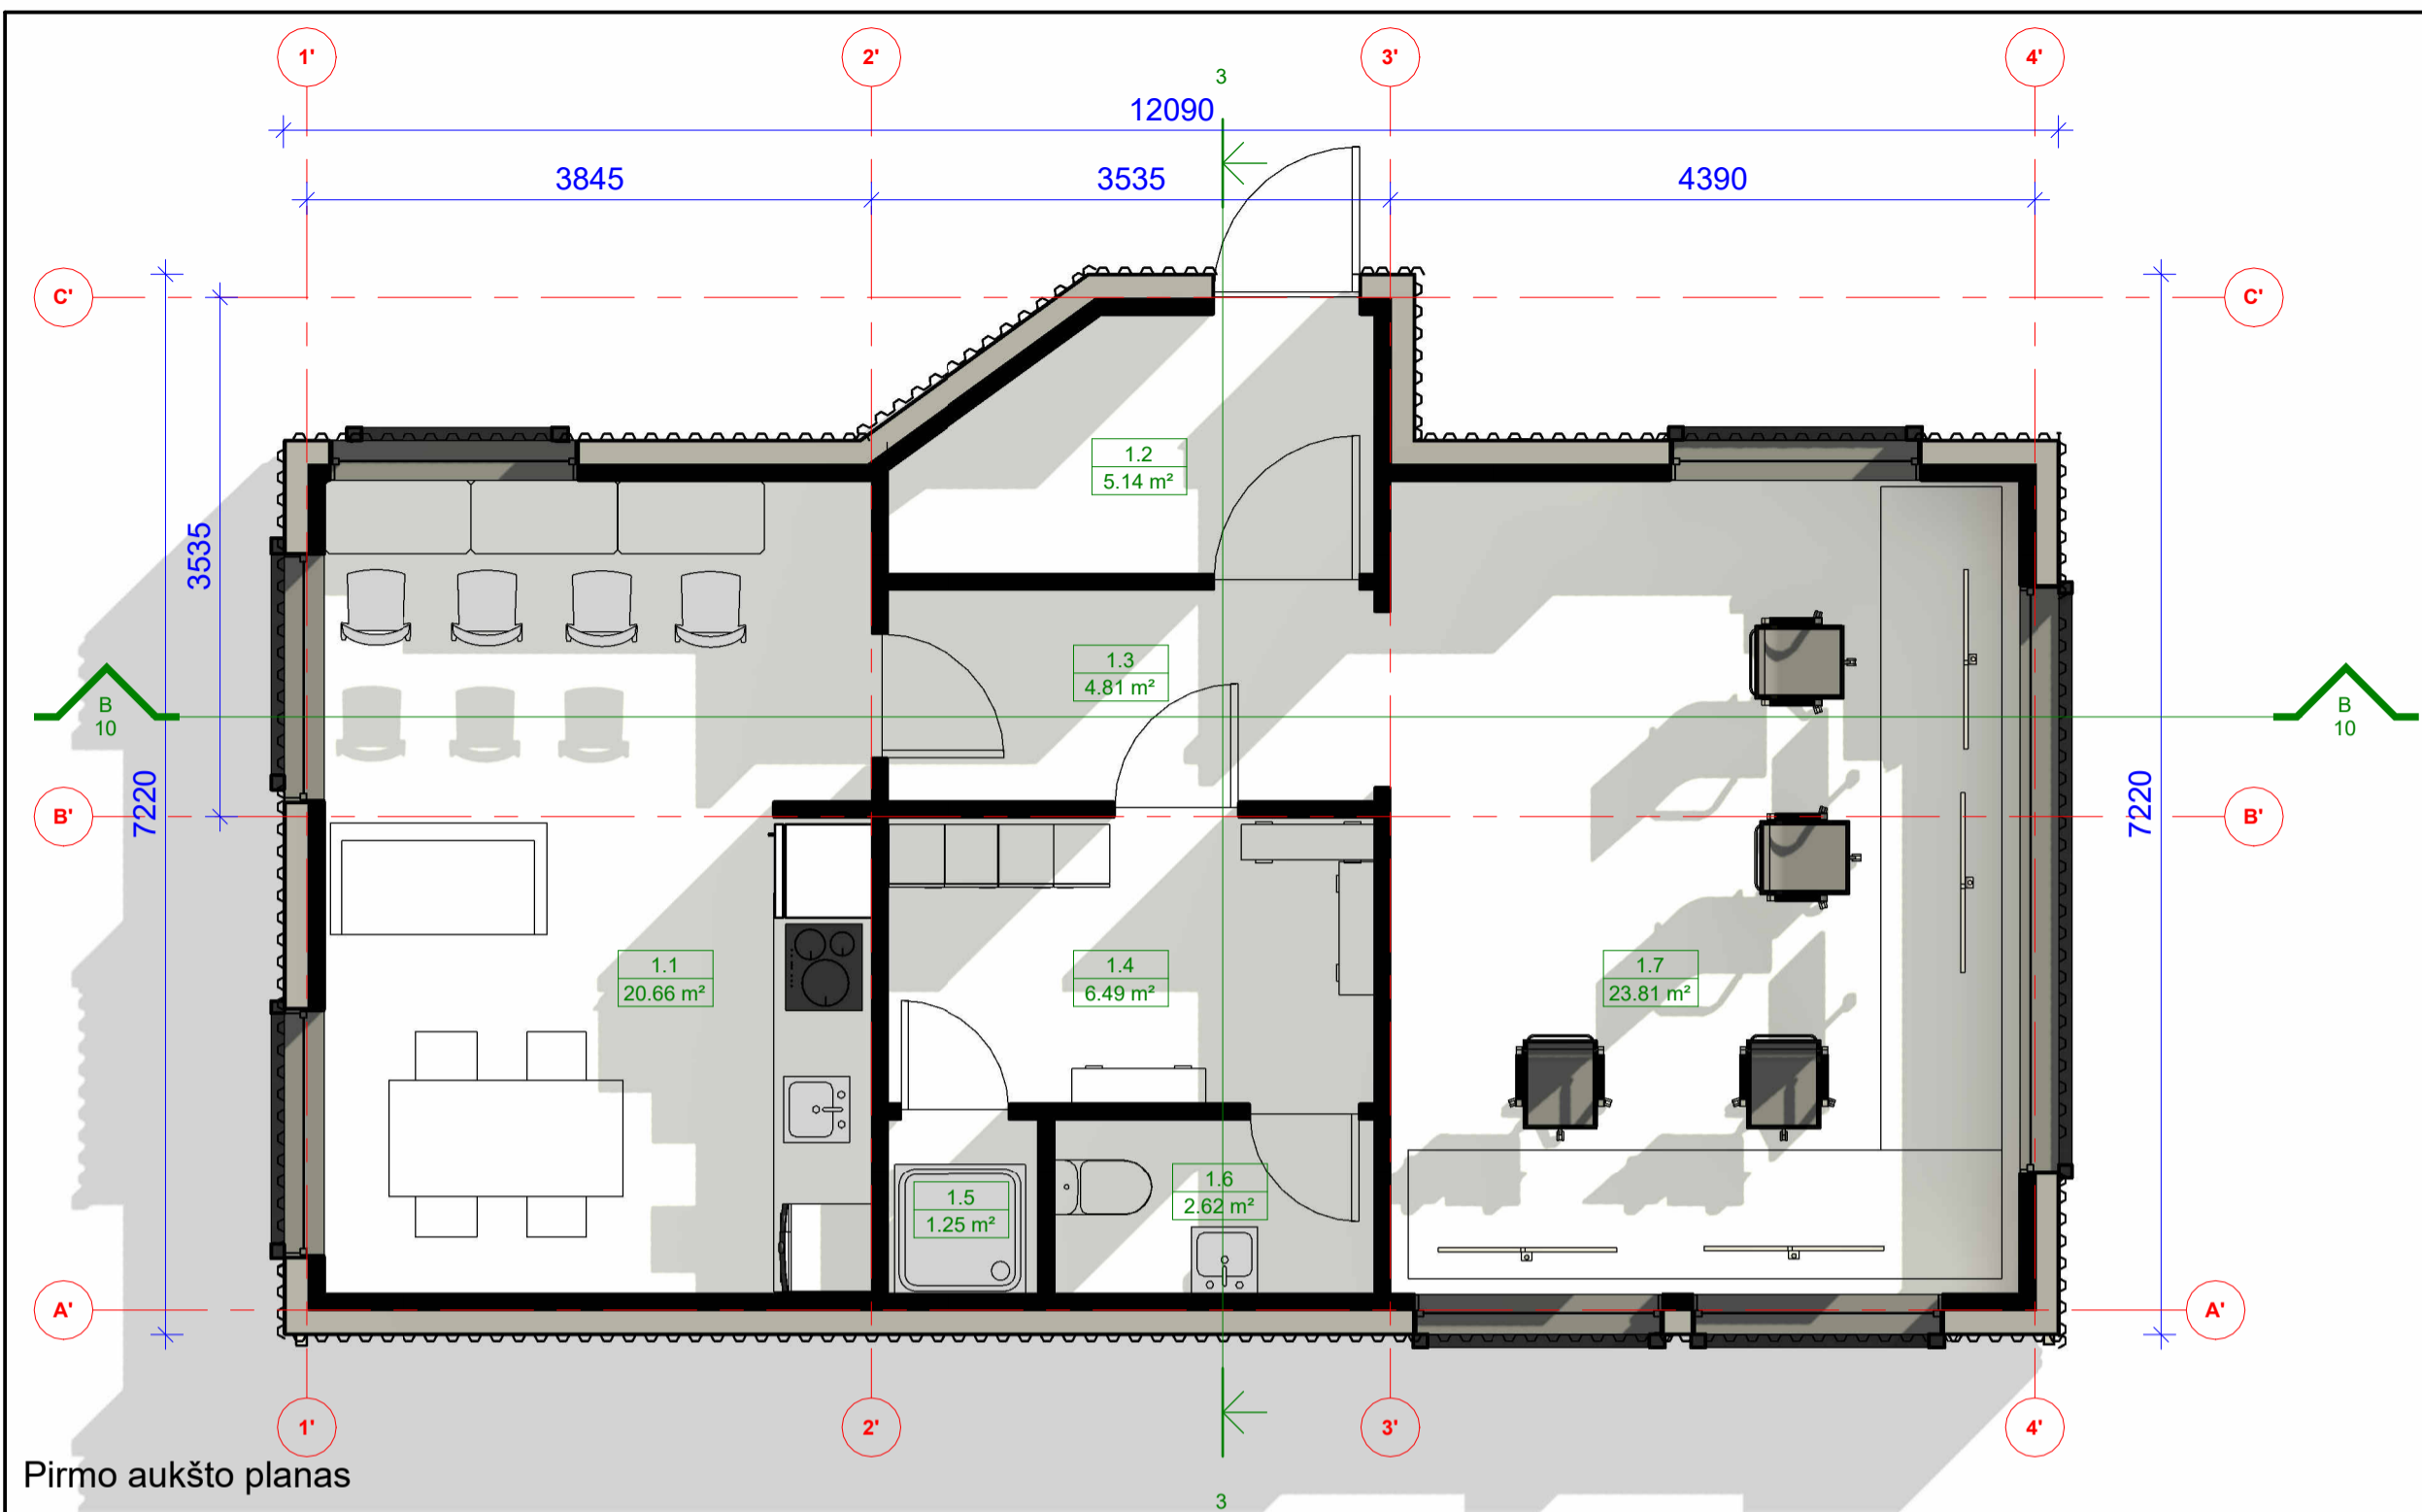 1' 2' 3' 4'
3
12090
3845 3535 4390
C' C'
1.2
5.14 m²
3535
1.3
4.81 m²
B
10
B
10
7220 7220
B' B'
1.1
20.66 m²
1.4
6.49 m²
1.7
23.81 m²
1.5
1.25 m²
1.6
2.62 m²
A' A'
1' 2' 3' 4'
Pirmo aukšto planas
3